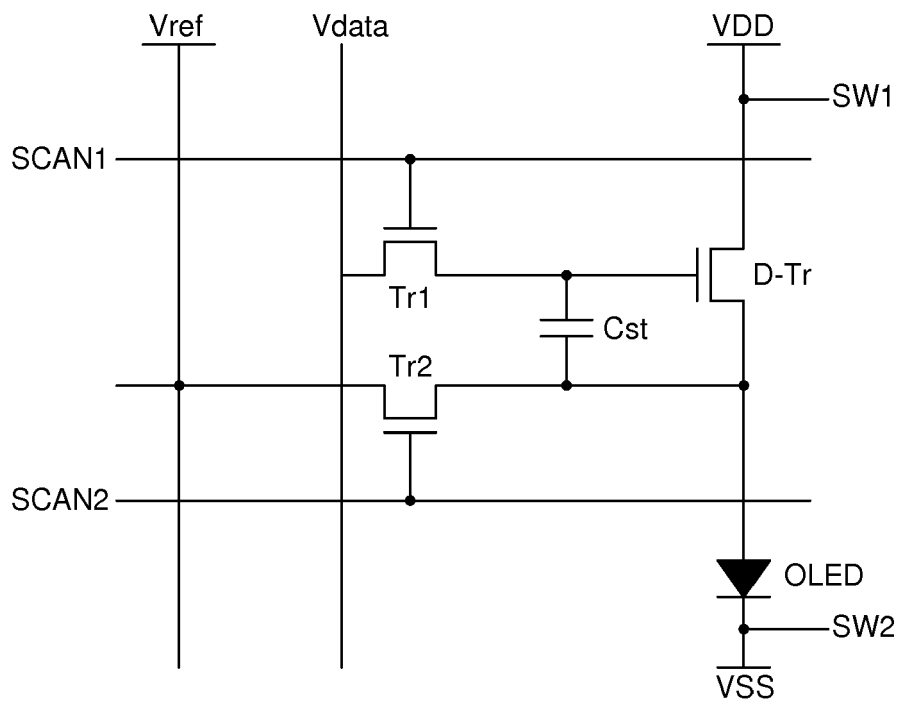 Vref
Vdata
VDD
SW1
SCAN1
D-Tr
Tr1
Cst
Tr2
SCAN2
OLED
SW2
VSS